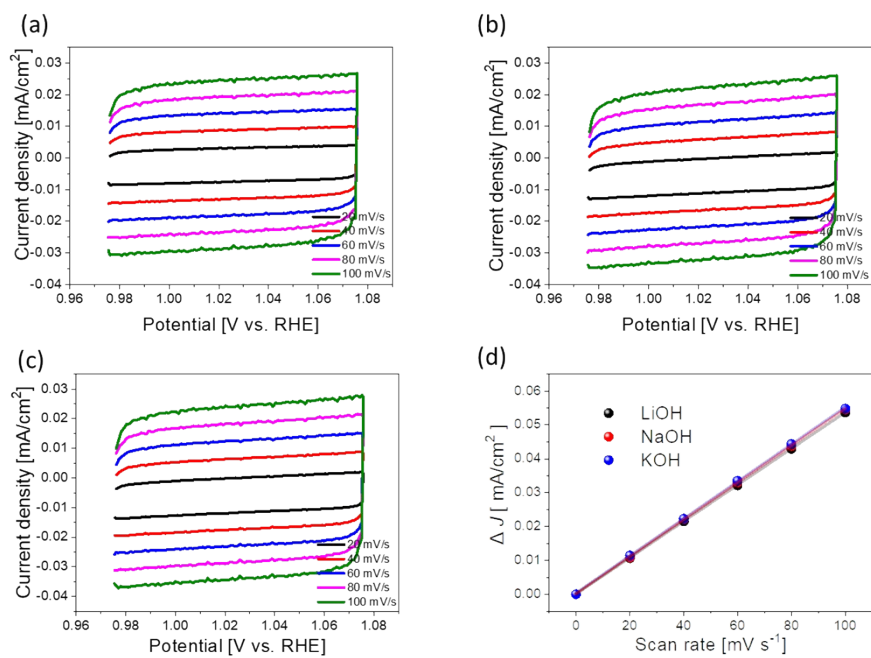 (a)
Current density [mA/cm²]
0.03
0.02
0.01
0.00
-0.01
-0.02
-0.03
-0.04
0.96 0.98 1.00 1.02 1.04 1.06 1.08
Potential [V vs. RHE]
20 mV/s
40 mV/s
60 mV/s
80 mV/s
100 mV/s
(b)
Current density [mA/cm²]
0.03
0.02
0.01
0.00
-0.01
-0.02
-0.03
-0.04
0.96 0.98 1.00 1.02 1.04 1.06 1.08
Potential [V vs. RHE]
20 mV/s
40 mV/s
60 mV/s
80 mV/s
100 mV/s
(c)
Current density [mA/cm²]
0.03
0.02
0.01
0.00
-0.01
-0.02
-0.03
-0.04
0.96 0.98 1.00 1.02 1.04 1.06 1.08
Potential [V vs. RHE]
20 mV/s
40 mV/s
60 mV/s
80 mV/s
100 mV/s
(d)
Δ J [ mA/cm² ]
0.06
0.05
0.04
0.03
0.02
0.01
0.00
0 20 40 60 80 100
Scan rate [mV s⁻¹]
LiOH
NaOH
KOH